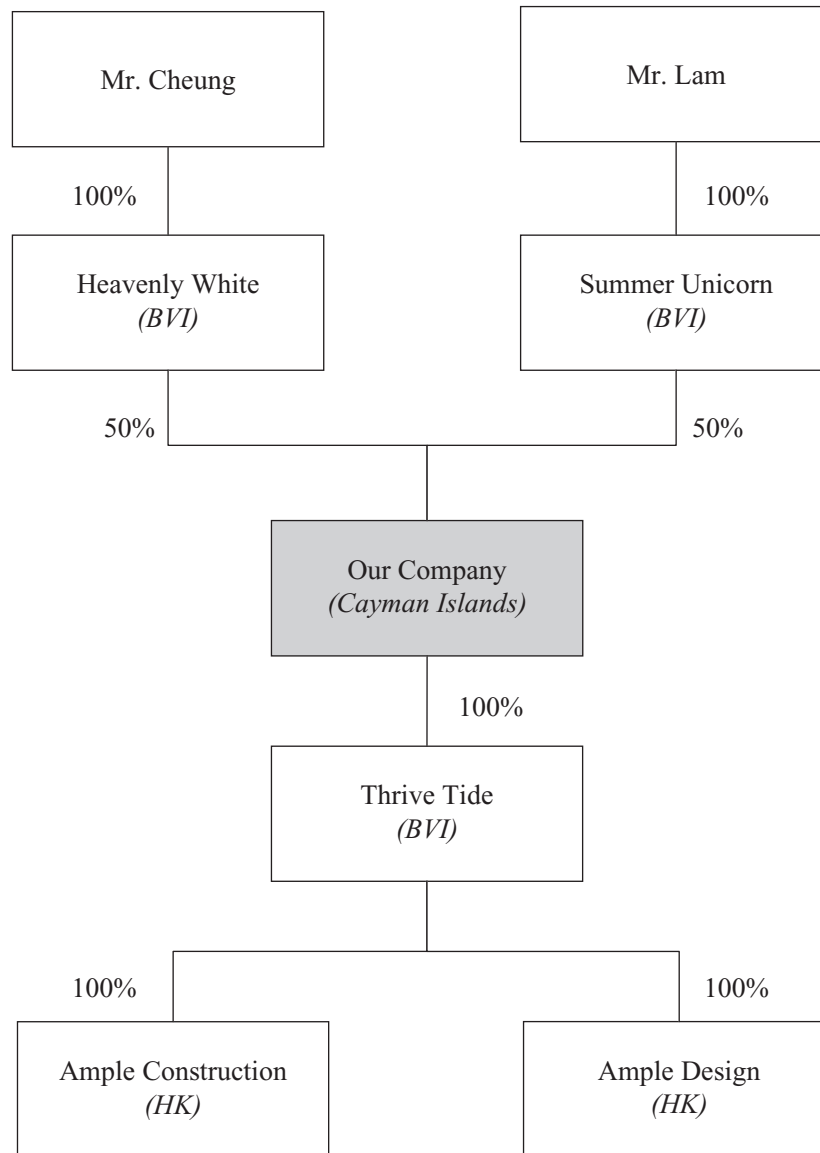 Mr. Cheung
Mr. Lam
100%
100%
Heavenly White
(BVI)
Summer Unicorn
(BVI)
50%
50%
Our Company
(Cayman Islands)
100%
Thrive Tide
(BVI)
100%
100%
Ample Construction
(HK)
Ample Design
(HK)